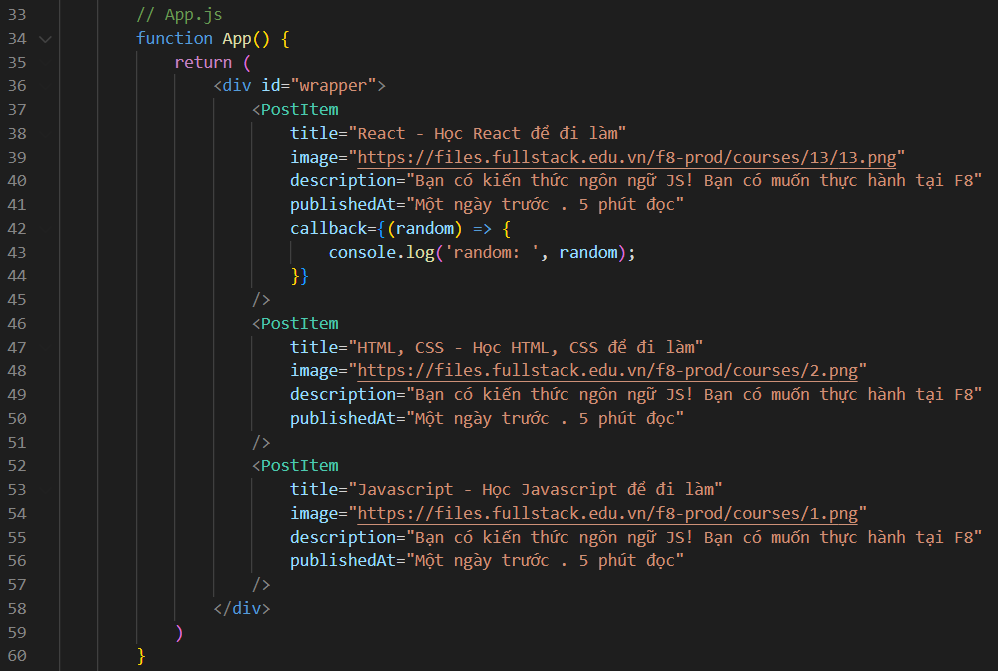 33 // App.js
34 function App() {
35 return (
36 <div id="wrapper">
37 <PostItem
38 title="React - Học React để đi làm"
39 image="https://files.fullstack.edu.vn/f8-prod/courses/13/13.png"
40 description="Bạn có kiến thức ngôn ngữ JS! Bạn có muốn thực hành tại F8"
41 publishedAt="Một ngày trước . 5 phút đọc"
42 callback={(random) => {
43 console.log('random: ', random);
44 }}
45 />
46 <PostItem
47 title="HTML, CSS - Học HTML, CSS để đi làm"
48 image="https://files.fullstack.edu.vn/f8-prod/courses/2.png"
49 description="Bạn có kiến thức ngôn ngữ JS! Bạn có muốn thực hành tại F8"
50 publishedAt="Một ngày trước . 5 phút đọc"
51 />
52 <PostItem
53 title="Javascript - Học Javascript để đi làm"
54 image="https://files.fullstack.edu.vn/f8-prod/courses/1.png"
55 description="Bạn có kiến thức ngôn ngữ JS! Bạn có muốn thực hành tại F8"
56 publishedAt="Một ngày trước . 5 phút đọc"
57 />
58 </div>
59 )
60 }